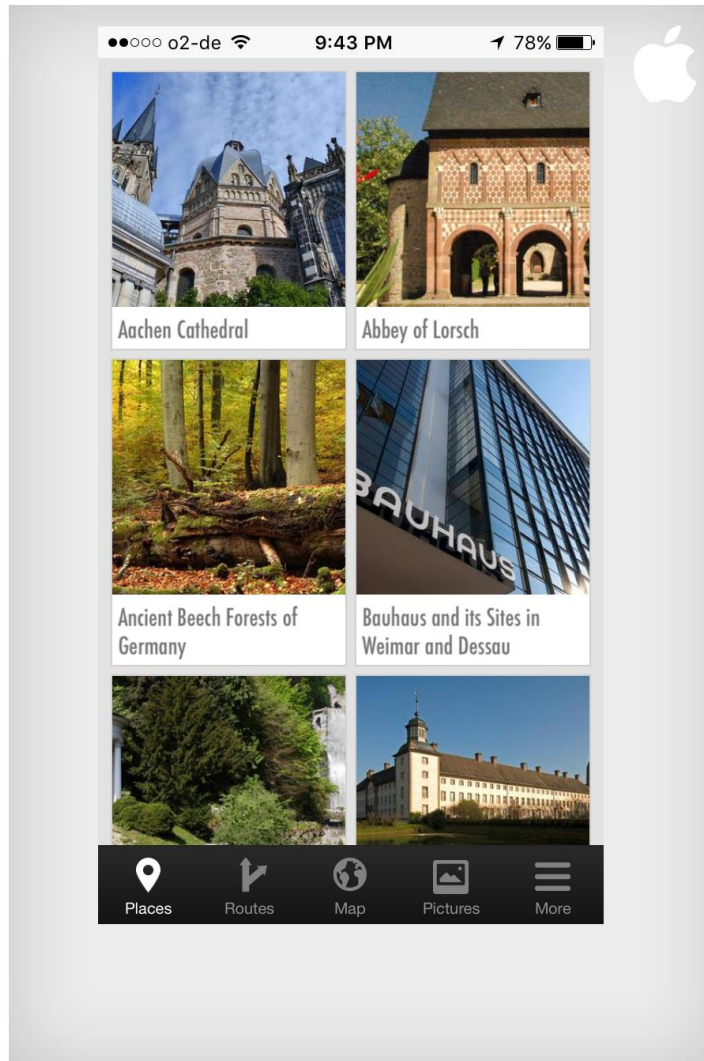 o2-de 9:43 PM 78%
Aachen Cathedral
Abbey of Lorsch
BAUHAUS
Ancient Beech Forests of
Germany
Bauhaus and its Sites in
Weimar and Dessau
Places Routes Map Pictures More